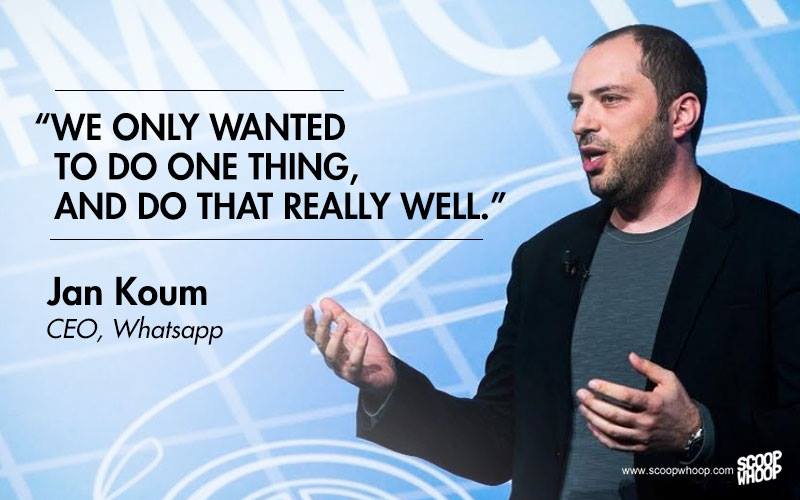 #MWC1
“WE ONLY WANTED
TO DO ONE THING,
AND DO THAT REALLY WELL.”
Jan Koum
CEO, Whatsapp
www.scoopwhoop.com
SCOOP
WHOOP